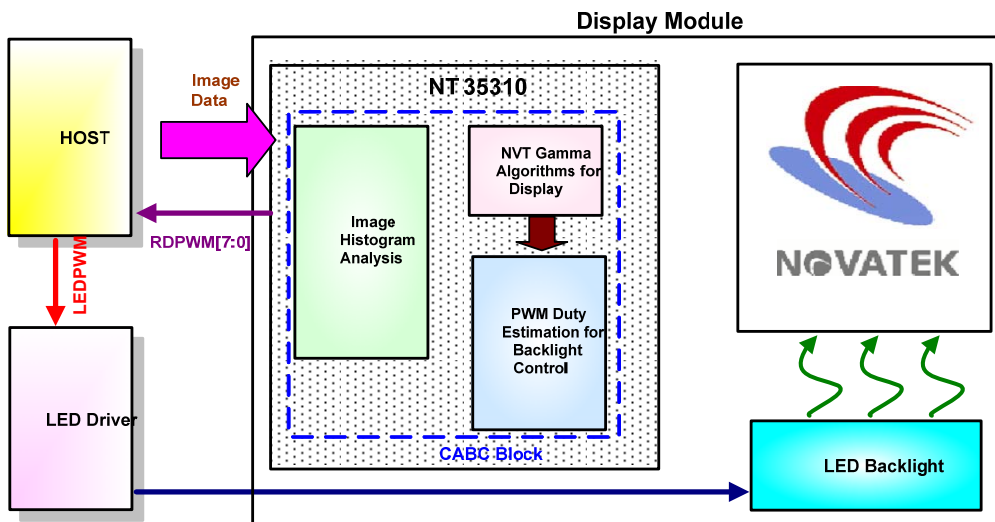 Display Module
HOST
Image
Data
NT 35310
NVT Gamma
Algorithms for
Display
Image
Histogram
Analysis
RDPWM[7:0]
LEDPWM
PWM Duty
Estimation for
Backlight
Control
NOVATEK
LED Driver
CABC Block
LED Backlight